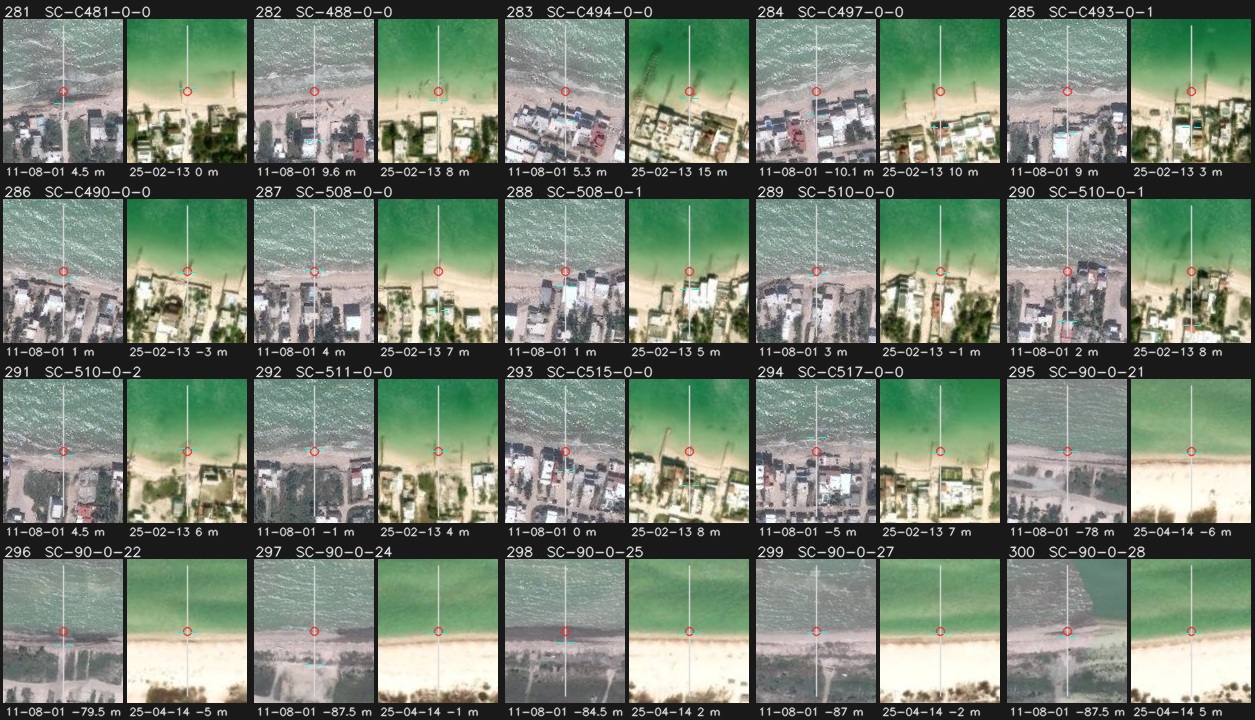 281 SC-C481-0-0
282 SC-488-0-0
283 SC-C494-0-0
284 SC-C497-0-0
285 SC-C493-0-1
11-08-01 4.5 m
25-02-13 0 m
11-08-01 9.6 m
25-02-13 8 m
11-08-01 5.3 m
25-02-13 15 m
11-08-01 -10.1 m
25-02-13 10 m
11-08-01 9 m
25-02-13 3 m
286 SC-C490-0-0
287 SC-508-0-0
288 SC-508-0-1
289 SC-510-0-0
290 SC-510-0-1
11-08-01 1 m
25-02-13 -3 m
11-08-01 4 m
25-02-13 7 m
11-08-01 1 m
25-02-13 5 m
11-08-01 3 m
25-02-13 -1 m
11-08-01 2 m
25-02-13 8 m
291 SC-510-0-2
292 SC-511-0-0
293 SC-C515-0-0
294 SC-C517-0-0
295 SC-90-0-21
11-08-01 4.5 m
25-02-13 6 m
11-08-01 -1 m
25-02-13 4 m
11-08-01 0 m
25-02-13 8 m
11-08-01 -5 m
25-02-13 7 m
11-08-01 -78 m
25-04-14 -6 m
296 SC-90-0-22
297 SC-90-0-24
298 SC-90-0-25
299 SC-90-0-27
300 SC-90-0-28
11-08-01 -79.5 m
25-04-14 -5 m
11-08-01 -87.5 m
25-04-14 -1 m
11-08-01 -84.5 m
25-04-14 2 m
11-08-01 -87 m
25-04-14 -2 m
11-08-01 -87.5 m
25-04-14 5 m